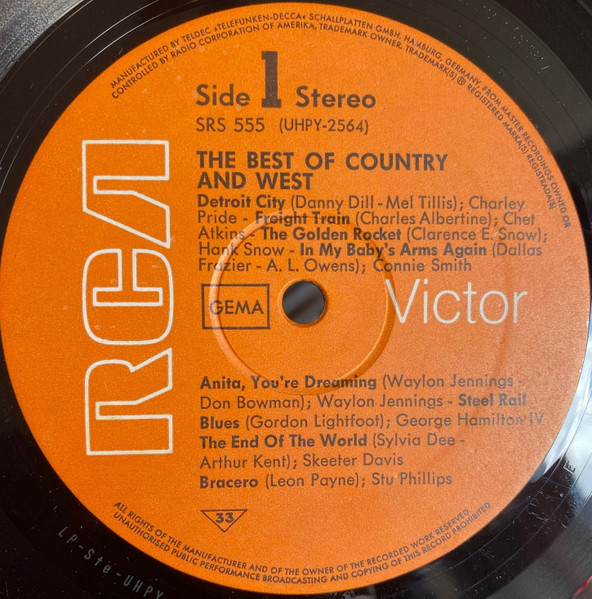 MANUFACTURED BY TELDEC »TELEFUNKEN-DECCA« SCHALLPLATTEN GMBH, HAMBURG, GERMANY, FROM MASTER RECORDINGS OWNED OR
CONTROLLED BY RADIO CORPORATION OF AMERIKA, TRADEMARK OWNER, TRADEMARK(S) ® REGISTERED MARKA(S) REGISTRADA(S)
Side 1 Stereo
SRS 555 (UHPY-2564)
THE BEST OF COUNTRY
AND WEST
Detroit City (Danny Dill - Mel Tillis); Charley
Pride - Freight Train (Charles Albertine); Chet
Atkins - The Golden Rocket (Clarence E. Snow);
Hank Snow - In My Baby's Arms Again (Dallas
Frazier - A. L. Owens); Connie Smith
RCA
GEMA
Victor
Anita, You're Dreaming (Waylon Jennings -
Don Bowman); Waylon Jennings - Steel Rail
Blues (Gordon Lightfoot); George Hamilton IV
The End Of The World (Sylvia Dee -
Arthur Kent); Skeeter Davis
Bracero (Leon Payne); Stu Phillips
33
ALL RIGHTS OF THE MANUFACTURER AND OF THE OWNER OF THE RECORDED WORK RESERVED
UNAUTHORISED PUBLIC PERFORMANCE BROADCASTING AND COPYING OF THIS RECORD PROHIBITED
LP-Ste-UHPY